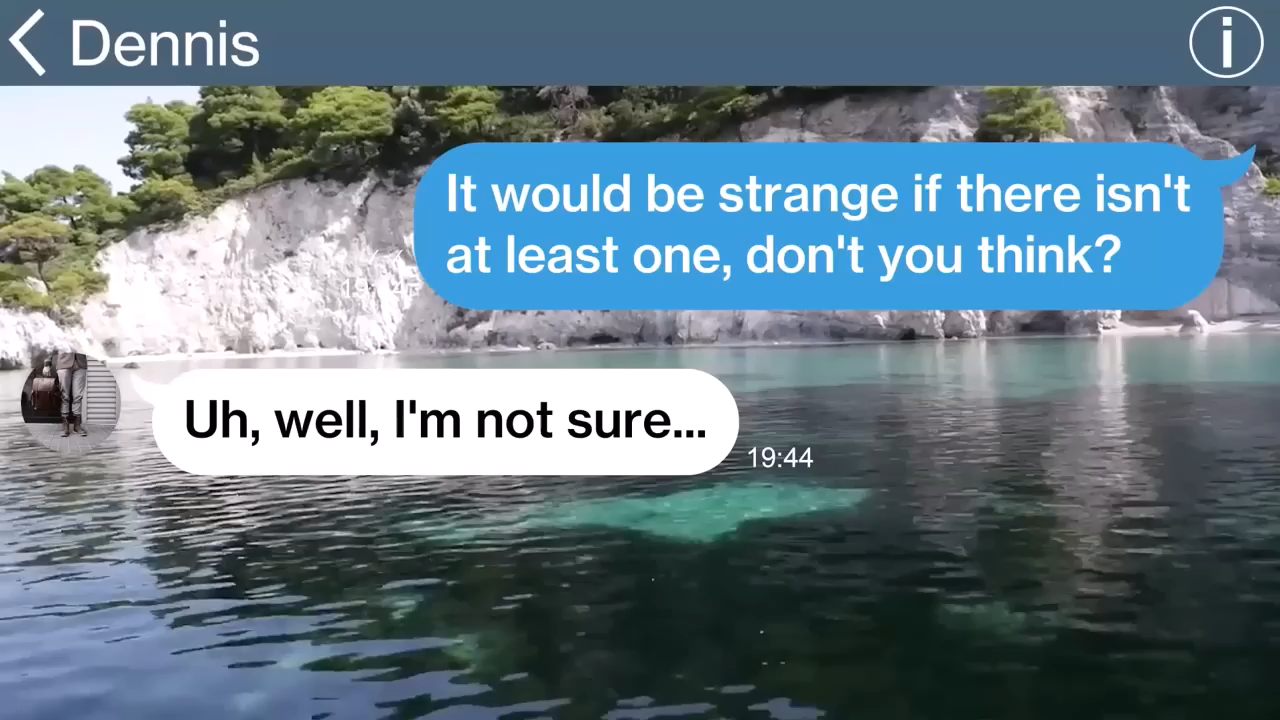 Dennis
It would be strange if there isn't
at least one, don't you think?
Uh, well, I'm not sure...
19:44